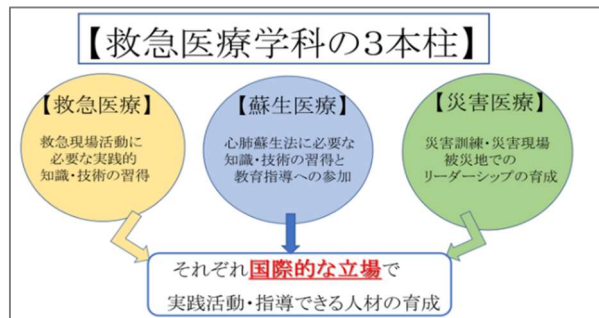 【救急医療学科の3本柱】
【救急医療】
救急現場活動に
必要な実践的
知識・技術の習得
【蘇生医療】
心肺蘇生法に必要な
知識・技術の習得と
教育指導への参加
【災害医療】
災害訓練・災害現場
被災地での
リーダーシップの育成
それぞれ国際的な立場で
実践活動・指導できる人材の育成